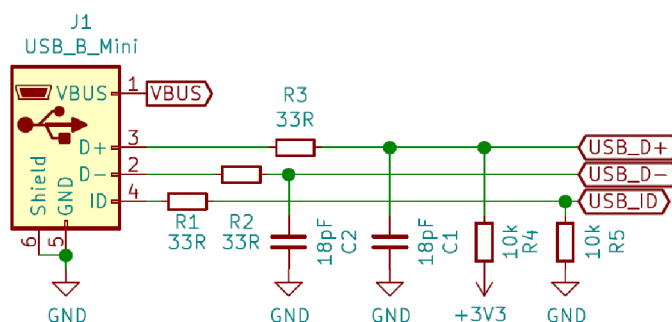 J1
USB_B_Mini
VBUS
1
VBUS
R3
33R
D+
3
USB_D+
D-
2
USB_D-
ID
4
USB_ID
Shield
GND
R1
33R
R2
33R
18pF
C2
18pF
C1
10k
R4
10k
R5
6
5
GND
GND
GND
+3V3
GND